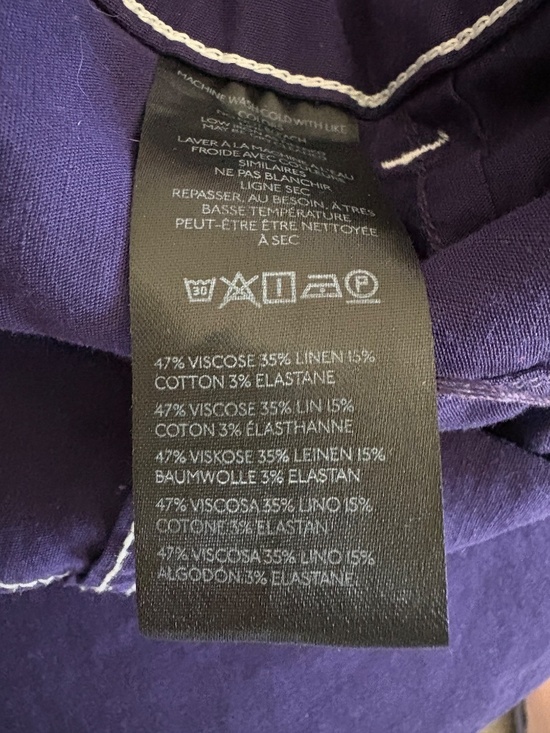 MACHINE WASH COLD WITH LIKE
LAVER À LA MACHINE EAU
FROIDE AVEC COULEURS
SIMILAIRES
NE PAS BLANCHIR
LIGNE SEC
REPASSER, AU BESOIN, À TRES
BASSE TEMPÉRATURE
PEUT-ÊTRE ÊTRE NETTOYÉE
À SEC
30
P
47% VISCOSE 35% LINEN 15%
COTTON 3% ELASTANE
47% VISCOSE 35% LIN 15%
COTON 3% ÉLASTHANNE
47% VISKOSE 35% LEINEN 15%
BAUMWOLLE 3% ELASTAN
47% VISCOSA 35% LINO 15%
COTONE 3% ELASTAN
47% VISCOSA 35% LINO 15%
ALGODÓN 3% ELASTANE